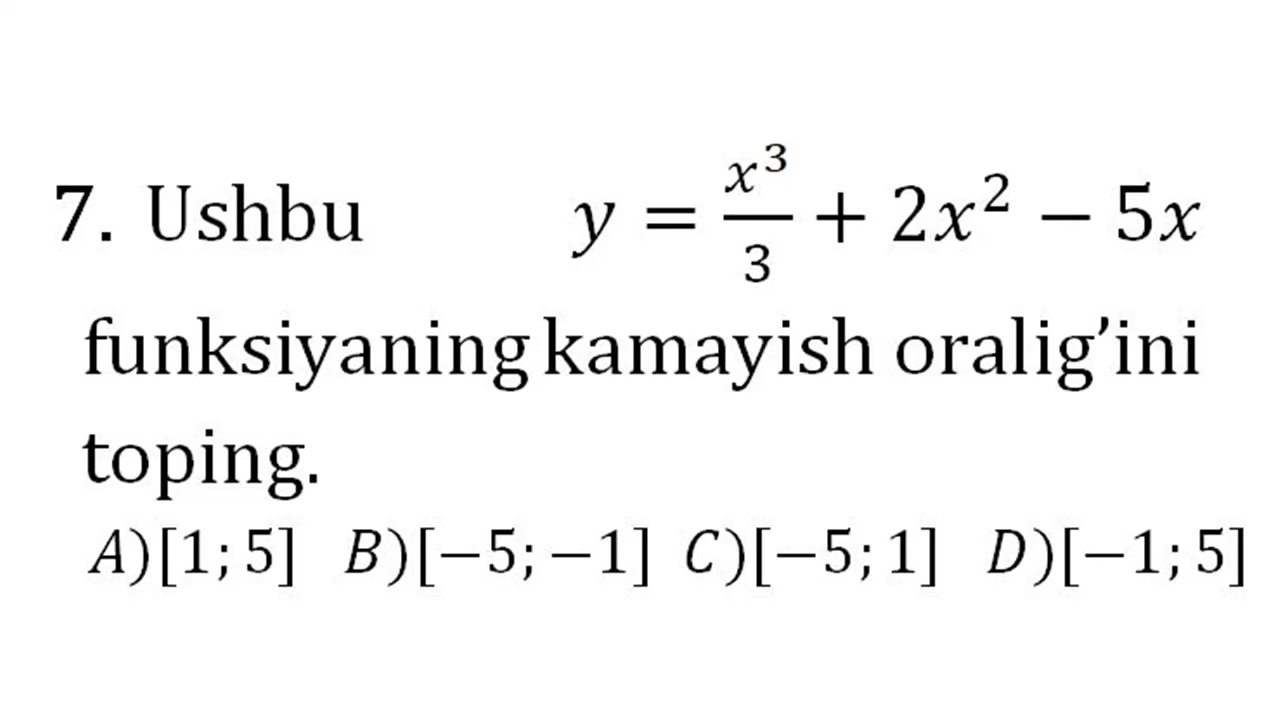 7. Ushbu y = x³/3 + 2x² − 5x
funksiyaning kamayish oralig’ini
toping.
A)[1; 5] B)[−5; −1] C)[−5; 1] D)[−1; 5]